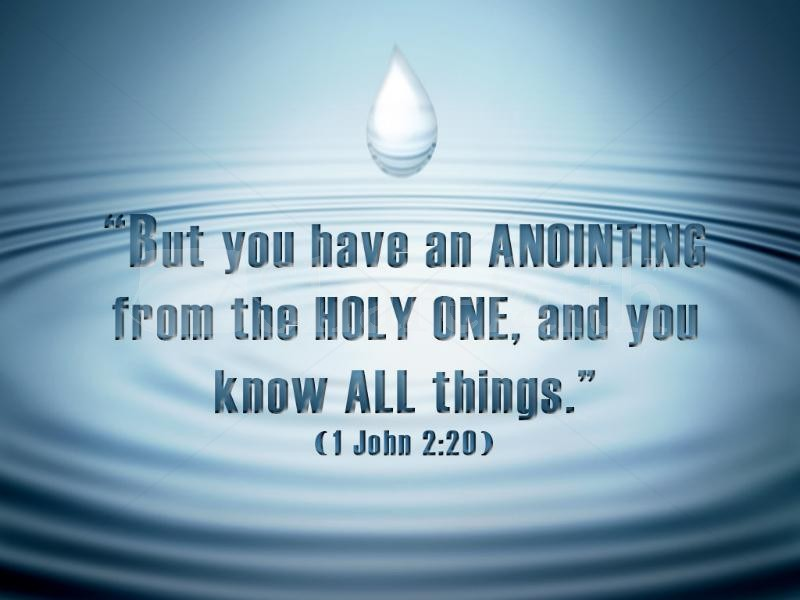 “But you have an ANOINTING
from the HOLY ONE, and you
know ALL things.”
(1 John 2:20)